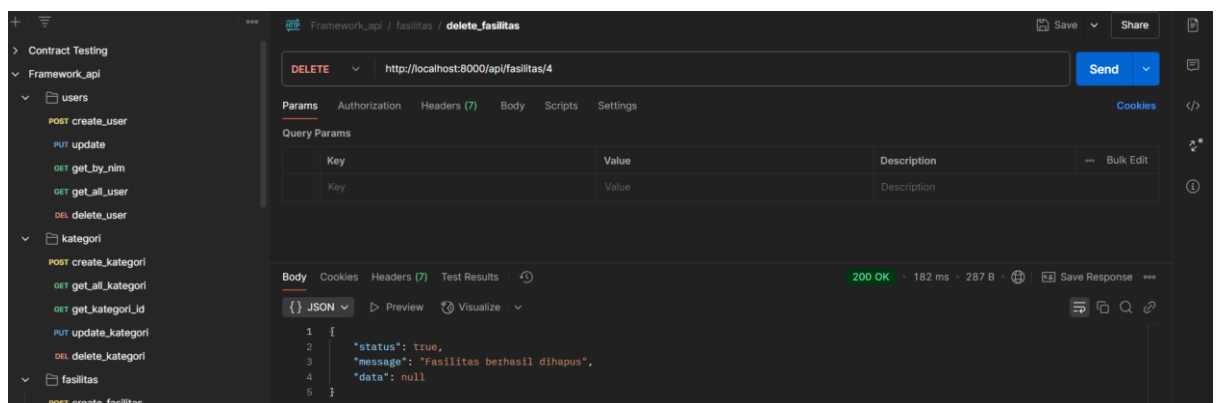 Framework_api / fasilitas / delete_fasilitas
Save
Share
Contract Testing
Framework_api
users
POST create_user
PUT update
GET get_by_nim
GET get_all_user
DEL delete_user
kategori
POST create_kategori
GET get_all_kategori
GET get_kategori_id
PUT update_kategori
DEL delete_kategori
fasilitas
POST create_fasilitas
DELETE http://localhost:8000/api/fasilitas/4 Send
Params Authorization Headers (7) Body Scripts Settings Cookies
Query Params
Key Value Description Bulk Edit
Key Value Description
Body Cookies Headers (7) Test Results 200 OK 182 ms 287 B Save Response
{} JSON Preview Visualize
1 {
2 "status": true,
3 "message": "Fasilitas berhasil dihapus",
4 "data": null
5 }